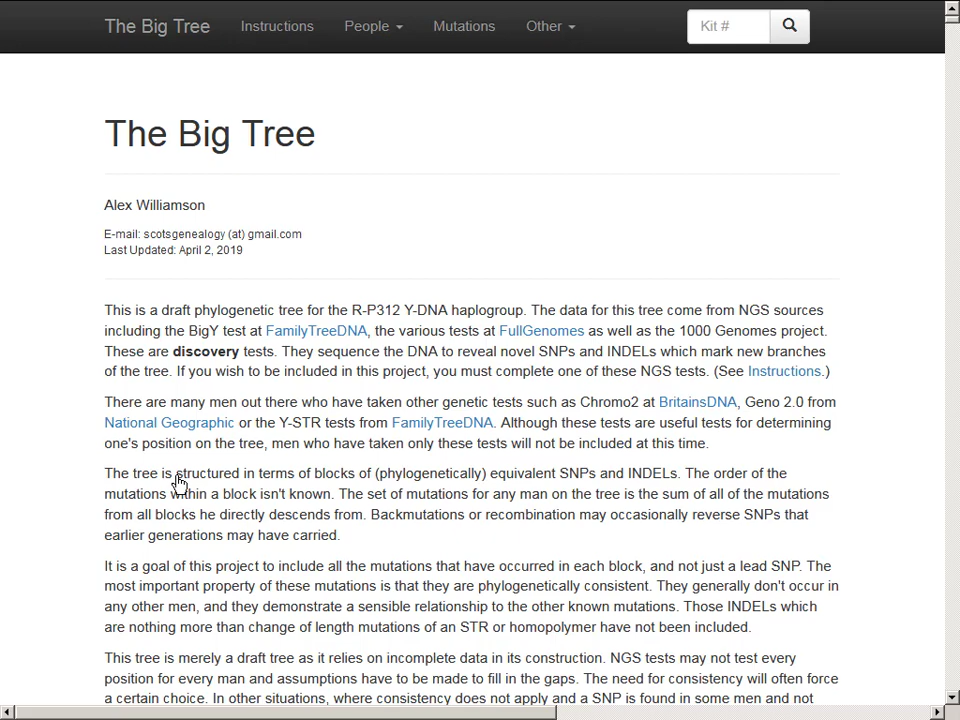 The Big Tree Instructions People Mutations Other Kit #
The Big Tree
Alex Williamson
E-mail: scotsgenealogy (at) gmail.com
Last Updated: April 2, 2019
This is a draft phylogenetic tree for the R-P312 Y-DNA haplogroup. The data for this tree come from NGS sources
including the BigY test at FamilyTreeDNA, the various tests at FullGenomes as well as the 1000 Genomes project.
These are discovery tests. They sequence the DNA to reveal novel SNPs and INDELs which mark new branches
of the tree. If you wish to be included in this project, you must complete one of these NGS tests. (See Instructions.)
There are many men out there who have taken other genetic tests such as Chromo2 at BritainsDNA, Geno 2.0 from
National Geographic or the Y-STR tests from FamilyTreeDNA. Although these tests are useful tests for determining
one's position on the tree, men who have taken only these tests will not be included at this time.
The tree is structured in terms of blocks of (phylogenetically) equivalent SNPs and INDELs. The order of the
mutations within a block isn't known. The set of mutations for any man on the tree is the sum of all of the mutations
from all blocks he directly descends from. Backmutations or recombination may occasionally reverse SNPs that
earlier generations may have carried.
It is a goal of this project to include all the mutations that have occurred in each block, and not just a lead SNP. The
most important property of these mutations is that they are phylogenetically consistent. They generally don't occur in
any other men, and they demonstrate a sensible relationship to the other known mutations. Those INDELs which
are nothing more than change of length mutations of an STR or homopolymer have not been included.
This tree is merely a draft tree as it relies on incomplete data in its construction. NGS tests may not test every
position for every man and assumptions have to be made to fill in the gaps. The need for consistency will often force
a certain choice. In other situations, where consistency does not apply and a SNP is found in some men and not